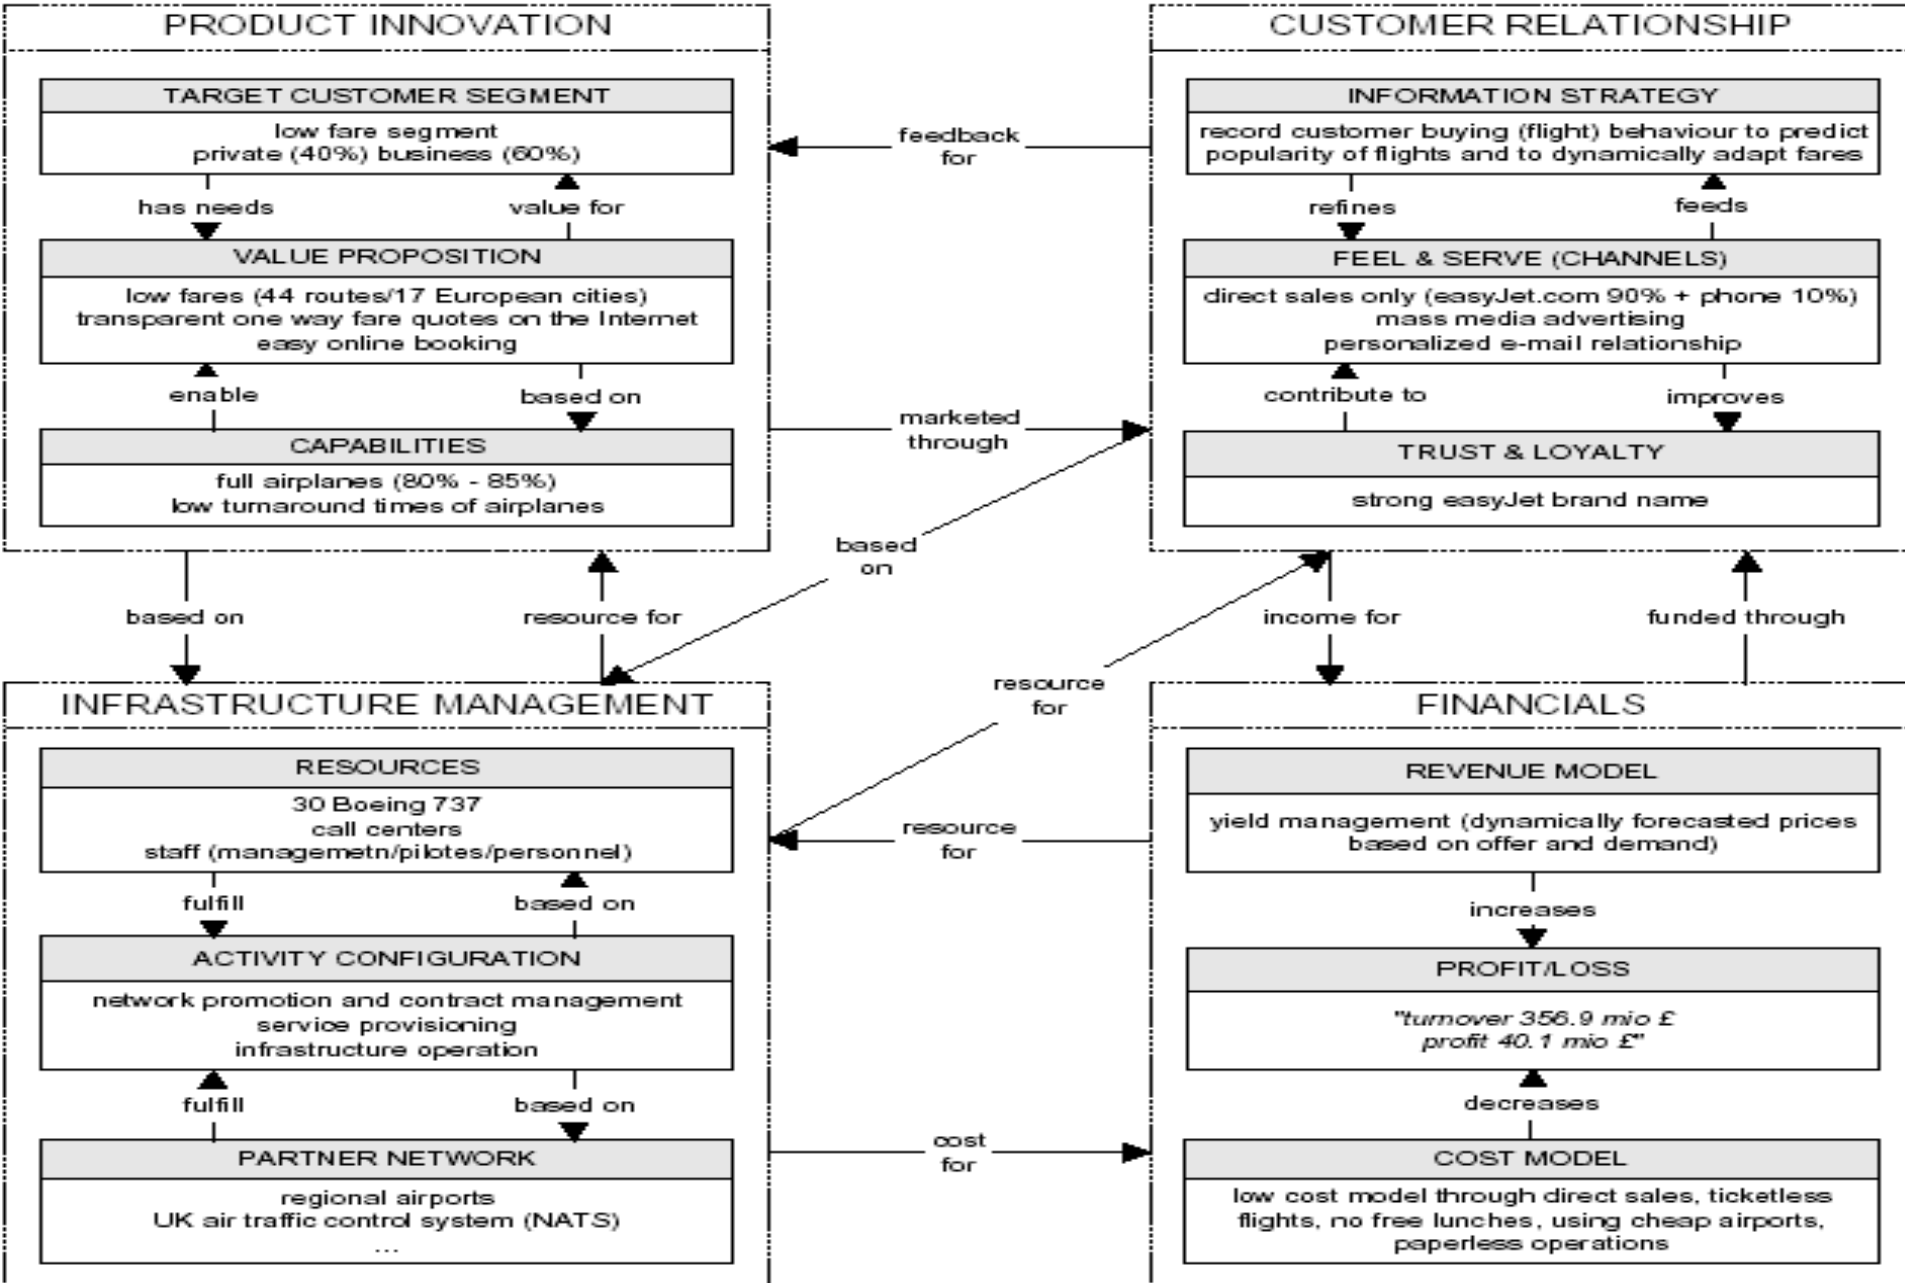 PRODUCT INNOVATION
TARGET CUSTOMER SEGMENT
low fare segment
private (40%) business (60%)
has needs
value for
VALUE PROPOSITION
low fares (44 routes/17 European cities)
transparent one way fare quotes on the Internet
easy online booking
enable
based on
CAPABILITIES
full airplanes (80% - 85%)
low turnaround times of airplanes
feedback
for
marketed
through
CUSTOMER RELATIONSHIP
INFORMATION STRATEGY
record customer buying (flight) behaviour to predict
popularity of flights and to dynamically adapt fares
refines
feeds
FEEL & SERVE (CHANNELS)
direct sales only (easyJet.com 90% + phone 10%)
mass media advertising
personalized e-mail relationship
contribute to
improves
TRUST & LOYALTY
strong easyJet brand name
based on
resource for
based
on
resource
for
income for
funded through
INFRASTRUCTURE MANAGEMENT
RESOURCES
30 Boeing 737
call centers
staff (managemetn/pilotes/personnel)
fulfill
based on
ACTIVITY CONFIGURATION
network promotion and contract management
service provisioning
infrastructure operation
fulfill
based on
PARTNER NETWORK
regional airports
UK air traffic control system (NATS)
...
resource
for
cost
for
FINANCIALS
REVENUE MODEL
yield management (dynamically forecasted prices
based on offer and demand)
increases
PROFIT/LOSS
"turnover 356.9 mio £
profit 40.1 mio £"
decreases
COST MODEL
low cost model through direct sales, ticketless
flights, no free lunches, using cheap airports,
paperless operations